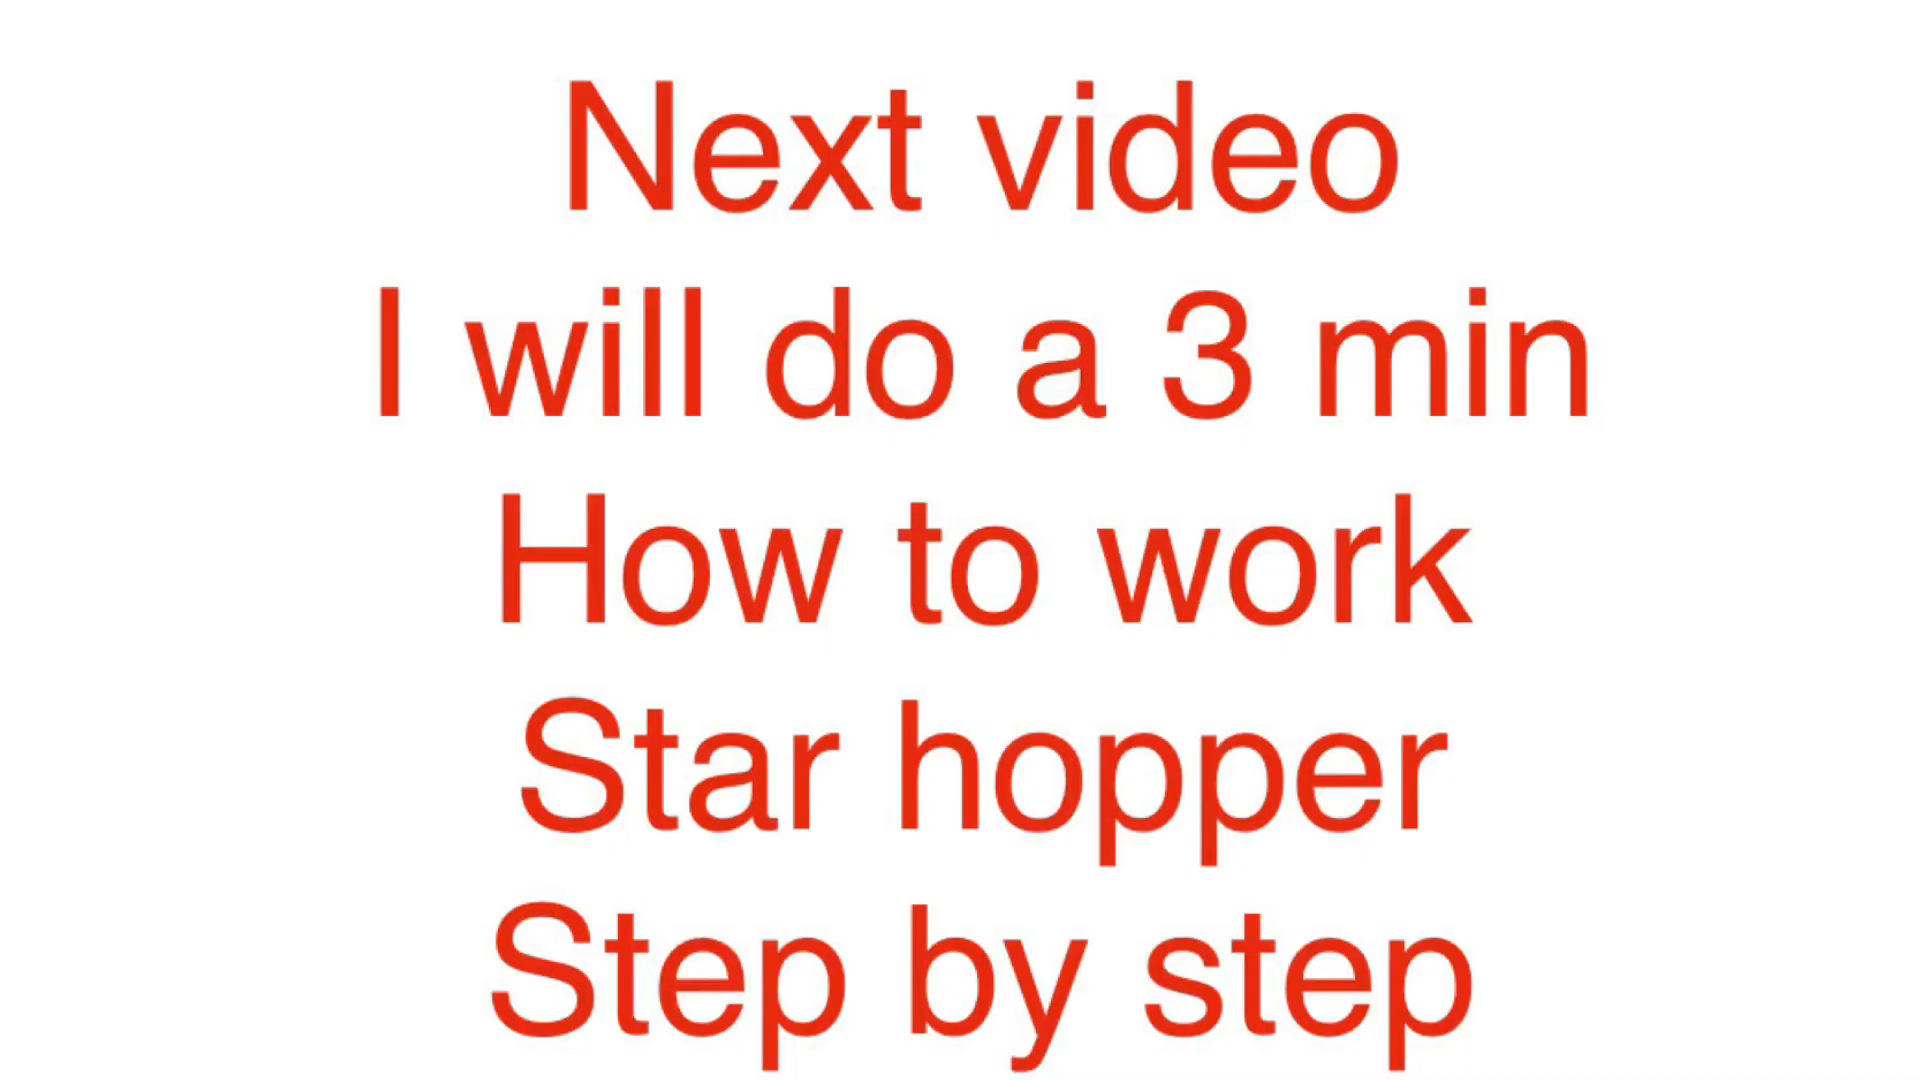 Next video
I will do a 3 min
How to work
Star hopper
Step by step